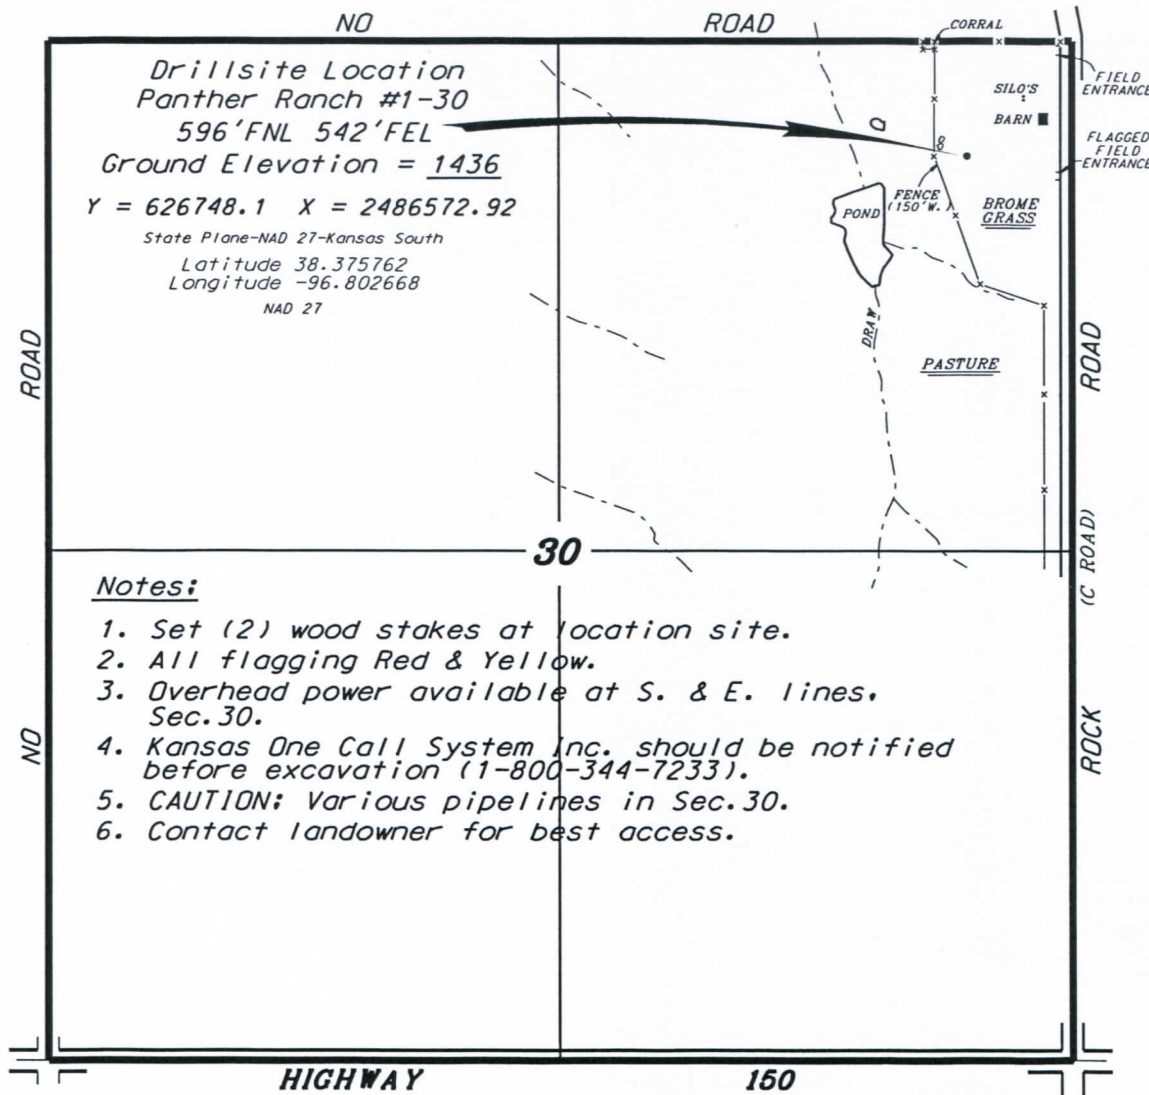 NO ROAD
CORRAL
Drillsite Location
Panther Ranch #1-30
596'FNL 542'FEL
Ground Elevation = 1436
Y = 626748.1 X = 2486572.92
State Plane-NAD 27-Kansas South
Latitude 38.375762
Longitude -96.802668
NAD 27
FIELD
ENTRANCE
SILO'S
BARN
FLAGGED
FIELD
ENTRANCE
FENCE
(150'W.)
POND
BROME
GRASS
DRAW
PASTURE
ROAD
ROAD
30
(C ROAD)
Notes:
1. Set (2) wood stakes at location site.
2. All flagging Red & Yellow.
3. Overhead power available at S. & E. lines,
Sec.30.
4. Kansas One Call System Inc. should be notified
before excavation (1-800-344-7233).
5. CAUTION: Various pipelines in Sec.30.
6. Contact landowner for best access.
NO
ROCK
HIGHWAY 150